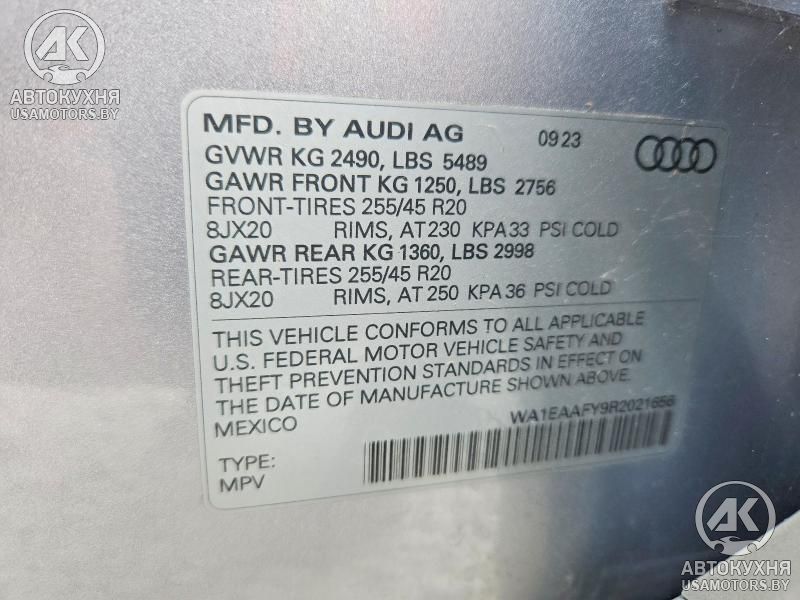 AK
АВТОКУХНЯ
USAMOTORS.BY
MFD. BY AUDI AG 09 23
GVWR KG 2490, LBS 5489
GAWR FRONT KG 1250, LBS 2756
FRONT-TIRES 255/45 R20
8JX20 RIMS, AT 230 KPA 33 PSI COLD
GAWR REAR KG 1360, LBS 2998
REAR-TIRES 255/45 R20
8JX20 RIMS, AT 250 KPA 36 PSI COLD
THIS VEHICLE CONFORMS TO ALL APPLICABLE
U.S. FEDERAL MOTOR VEHICLE SAFETY AND
THEFT PREVENTION STANDARDS IN EFFECT ON
THE DATE OF MANUFACTURE SHOWN ABOVE.
MEXICO
WA1EAAFY9R2021656
TYPE:
MPV
AK
АВТОКУХНЯ
USAMOTORS.BY